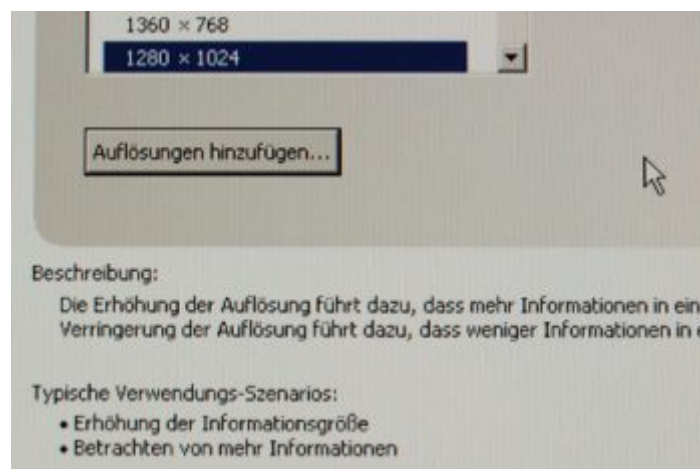 1360 × 768
1280 × 1024
Auflösungen hinzufügen...
Beschreibung:
Die Erhöhung der Auflösung führt dazu, dass mehr Informationen in ein
Verringerung der Auflösung führt dazu, dass weniger Informationen in
Typische Verwendungs-Szenarios:
• Erhöhung der Informationsgröße
• Betrachten von mehr Informationen